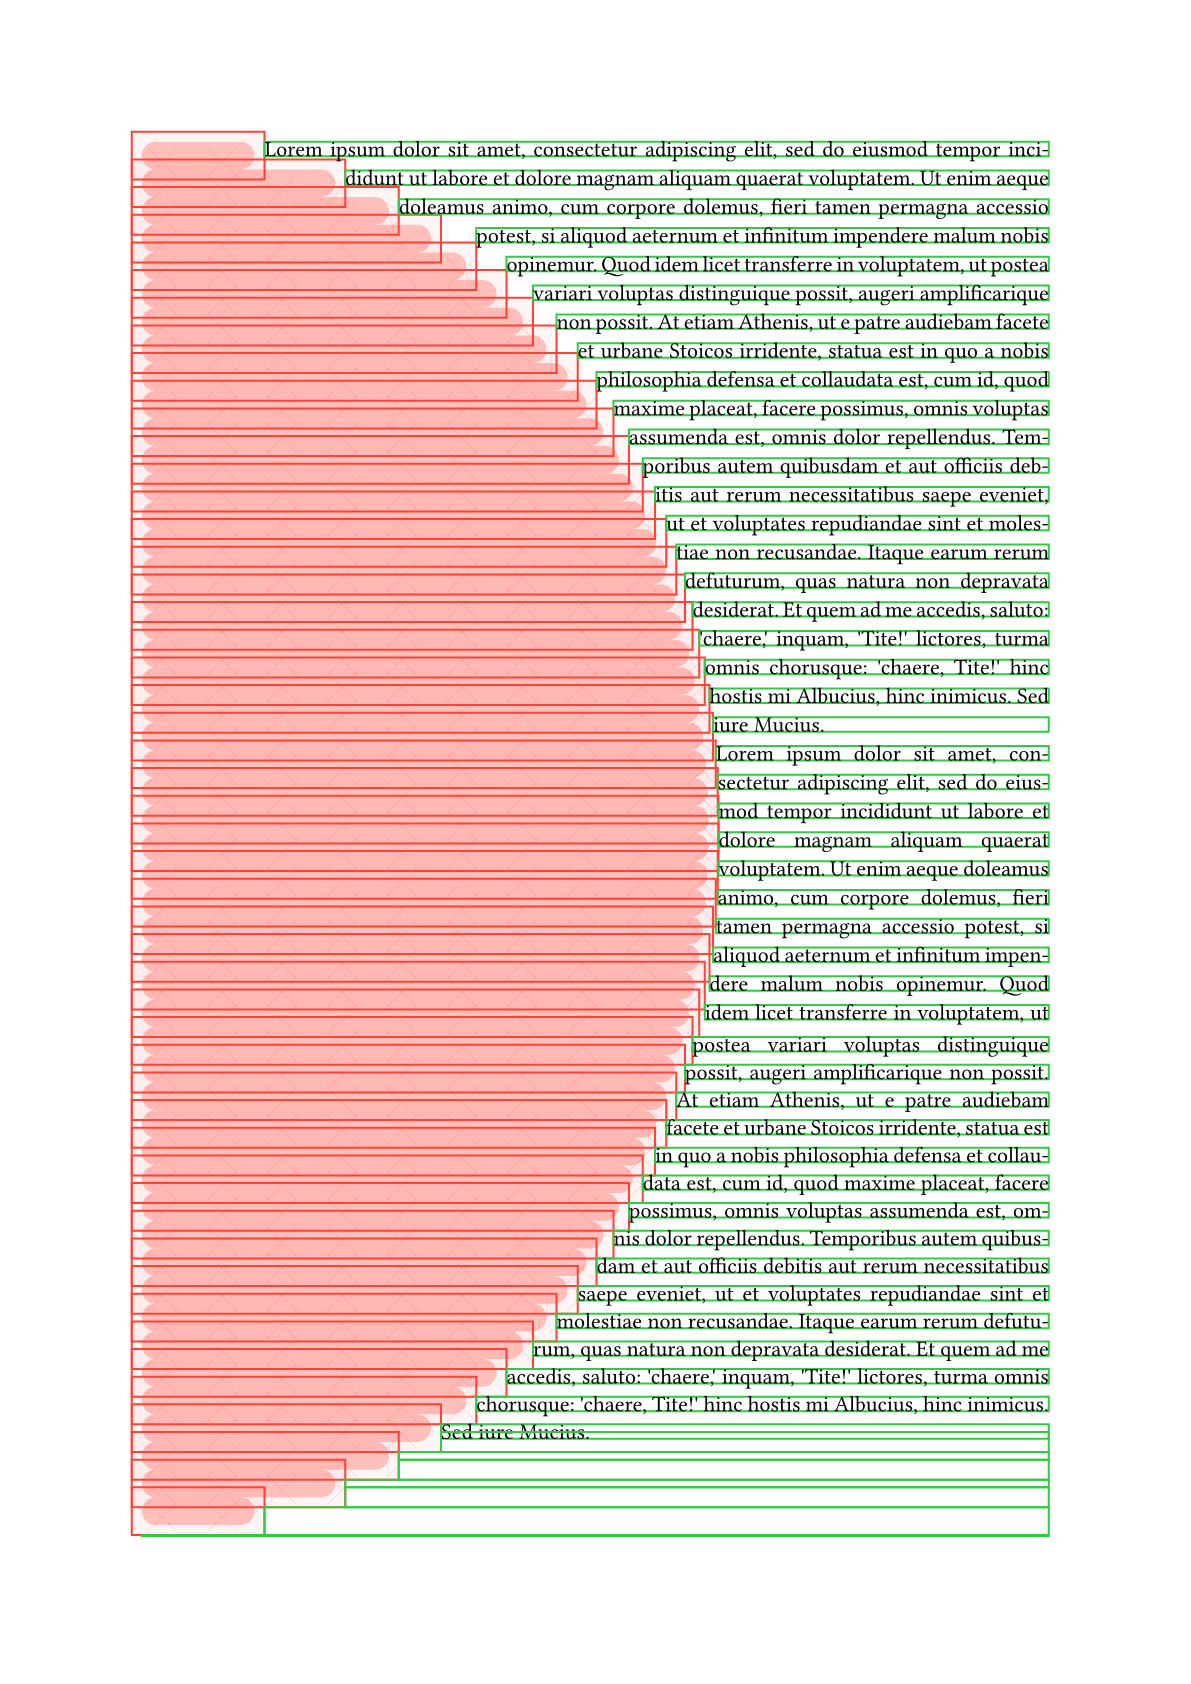 Lorem ipsum dolor sit amet, consectetur adipiscing elit, sed do eiusmod tempor inci-
didunt ut labore et dolore magnam aliquam quaerat voluptatem. Ut enim aeque
doleamus animo, cum corpore dolemus, fieri tamen permagna accessio
potest, si aliquod aeternum et infinitum impendere malum nobis
opinemur. Quod idem licet transferre in voluptatem, ut postea
variari voluptas distinguique possit, augeri amplificarique
non possit. At etiam Athenis, ut e patre audiebam facete
et urbane Stoicos irridente, statua est in quo a nobis
philosophia defensa et collaudata est, cum id, quod
maxime placeat, facere possimus, omnis voluptas
assumenda est, omnis dolor repellendus. Tem-
poribus autem quibusdam et aut officiis deb-
itis aut rerum necessitatibus saepe eveniet,
ut et voluptates repudiandae sint et moles-
tiae non recusandae. Itaque earum rerum
defuturum, quas natura non depravata
desiderat. Et quem ad me accedis, saluto:
'chaere,' inquam, 'Tite!' lictores, turma
omnis chorusque: 'chaere, Tite!' hinc
hostis mi Albucius, hinc inimicus. Sed
iure Mucius.
Lorem ipsum dolor sit amet, con-
sectetur adipiscing elit, sed do eius-
mod tempor incididunt ut labore et
dolore magnam aliquam quaerat
voluptatem. Ut enim aeque doleamus
animo, cum corpore dolemus, fieri
tamen permagna accessio potest, si
aliquod aeternum et infinitum impen-
dere malum nobis opinemur. Quod
idem licet transferre in voluptatem, ut
postea variari voluptas distinguique
possit, augeri amplificarique non possit.
At etiam Athenis, ut e patre audiebam
facete et urbane Stoicos irridente, statua est
in quo a nobis philosophia defensa et collau-
data est, cum id, quod maxime placeat, facere
possimus, omnis voluptas assumenda est, om-
nis dolor repellendus. Temporibus autem quibus-
dam et aut officiis debitis aut rerum necessitatibus
saepe eveniet, ut et voluptates repudiandae sint et
molestiae non recusandae. Itaque earum rerum defutu-
rum, quas natura non depravata desiderat. Et quem ad me
accedis, saluto: 'chaere,' inquam, 'Tite!' lictores, turma omnis
chorusque: 'chaere, Tite!' hinc hostis mi Albucius, hinc inimicus.
Sed iure Mucius.